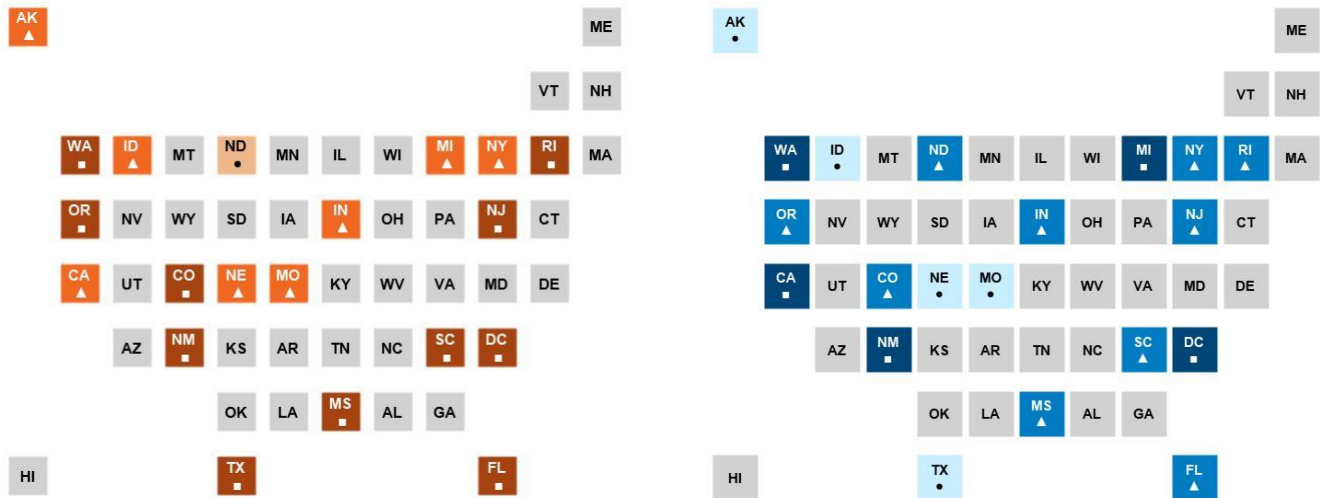 AK ME
VT NH
WA ID MT ND MN IL WI MI NY RI MA
OR NV WY SD IA IN OH PA NJ CT
CA UT CO NE MO KY WV VA MD DE
AZ NM KS AR TN NC SC DC
OK LA MS AL GA
HI TX FL
AK ME
VT NH
WA ID MT ND MN IL WI MI NY RI MA
OR NV WY SD IA IN OH PA NJ CT
CA UT CO NE MO KY WV VA MD DE
AZ NM KS AR TN NC SC DC
OK LA MS AL GA
HI TX FL